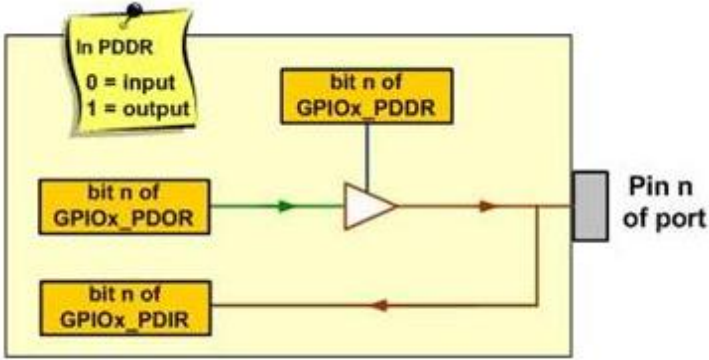 In PDDR
0 = input
1 = output
bit n of
GPIOx_PDDR
bit n of
GPIOx_PDOR
Pin n
of port
bit n of
GPIOx_PDIR